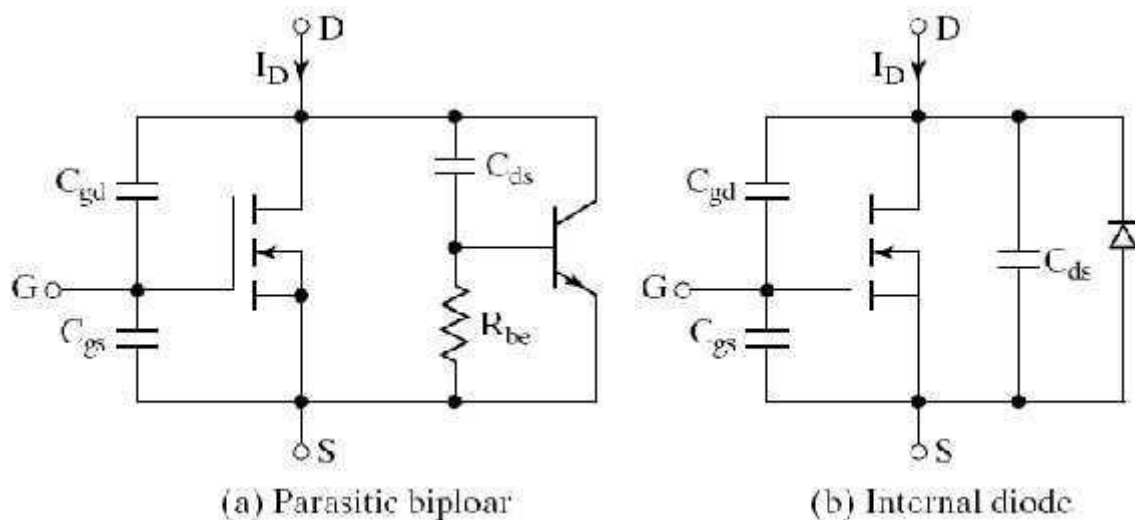 D
I_D
C_gd
C_ds
G
C_gs
R_be
S
(a) Parasitic biploar
D
I_D
C_gd
C_ds
G
C_gs
S
(b) Internal diode